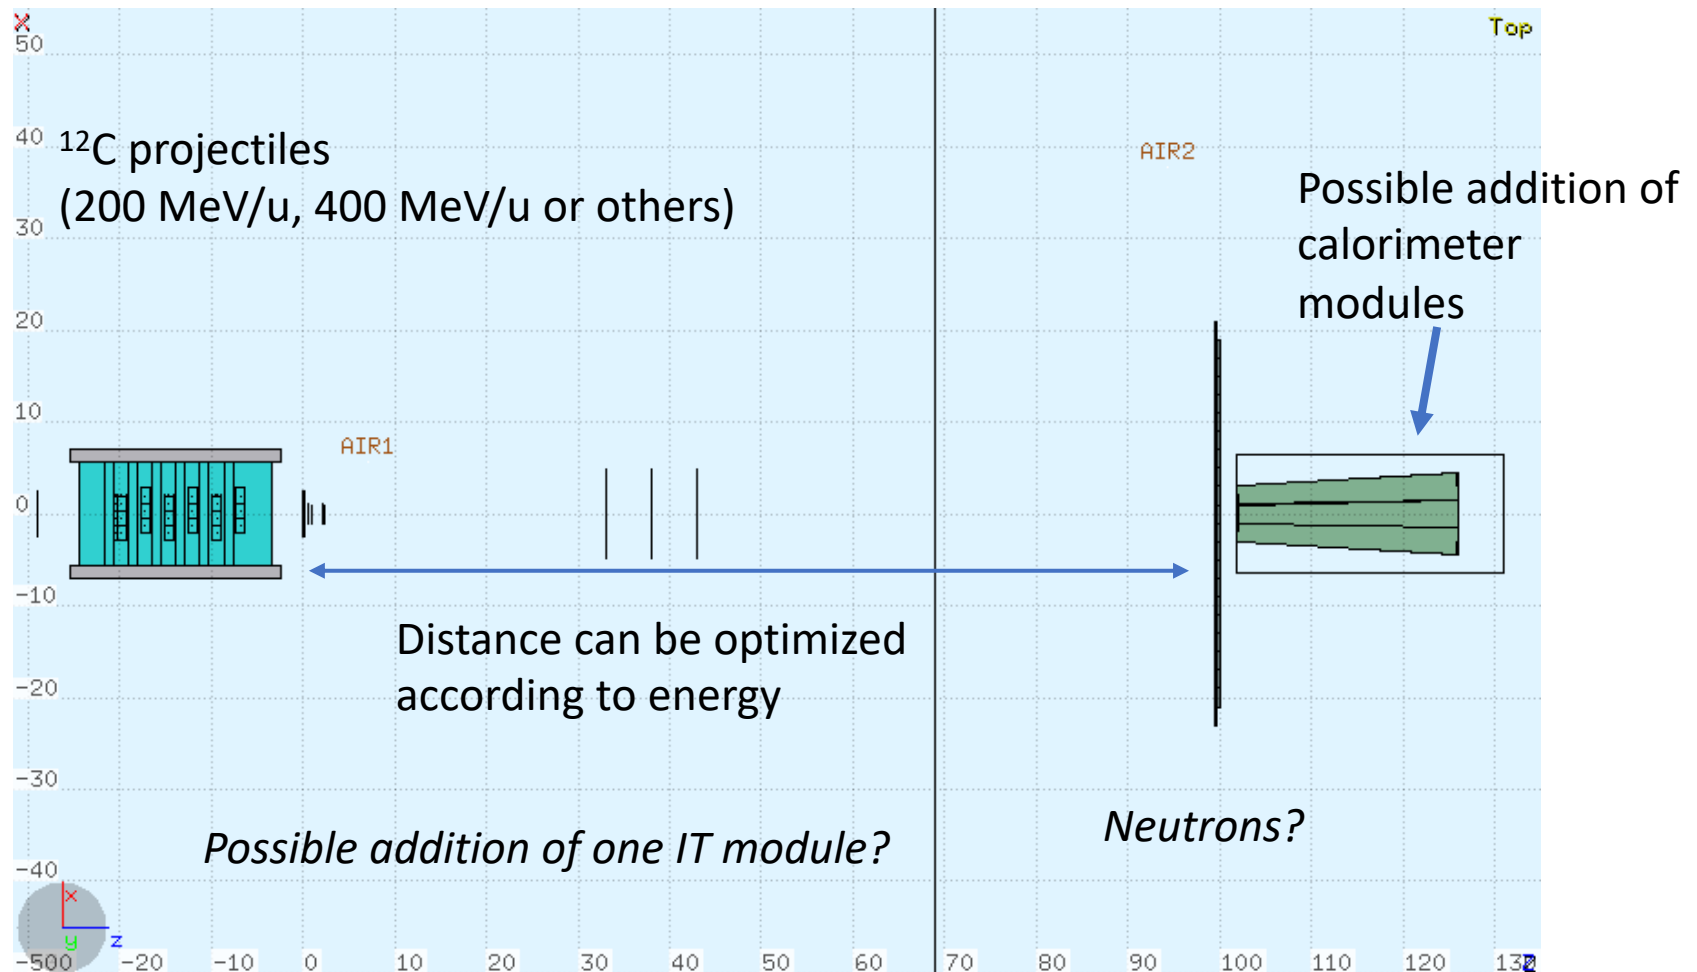 X
Top
50
40
30
20
10
0
-10
-20
-30
-40
¹²C projectiles
(200 MeV/u, 400 MeV/u or others)
AIR2
Possible addition of
calorimeter
modules
AIR1
Distance can be optimized
according to energy
Possible addition of one IT module?
Neutrons?
x
y
z
-500 -20 -10 0 10 20 30 40 50 60 70 80 90 100 110 120 130